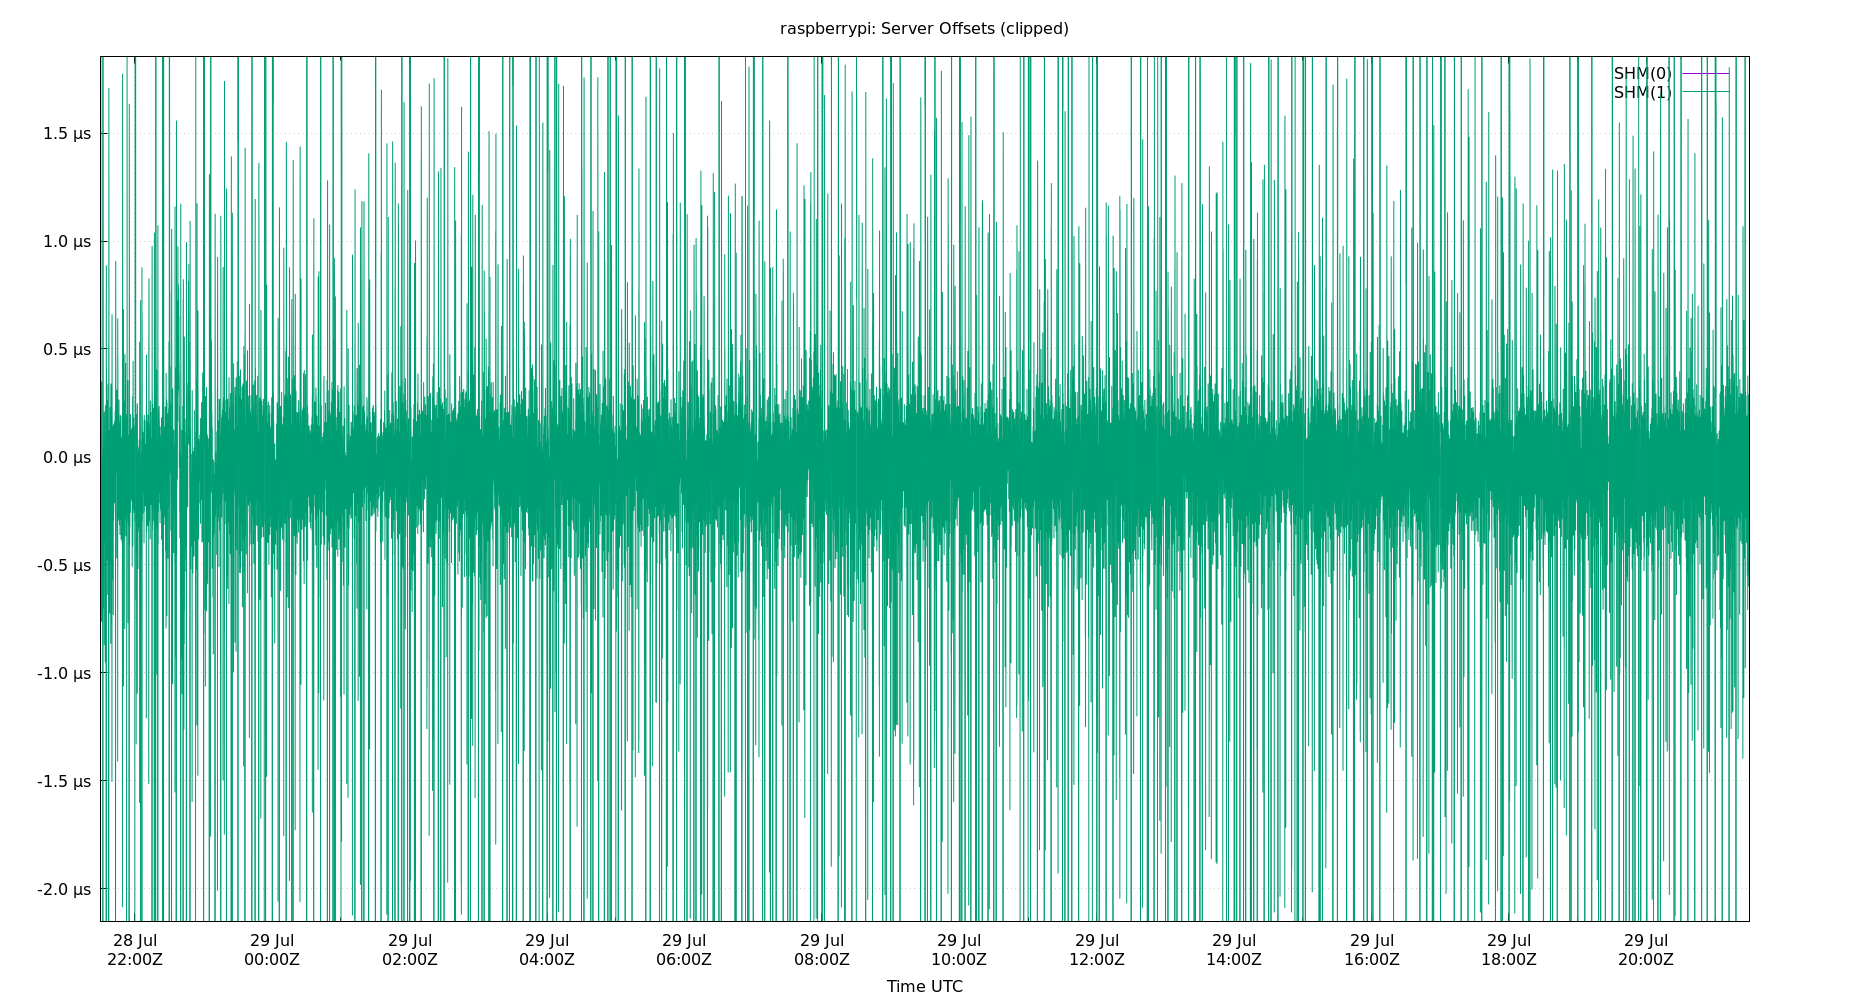 raspberrypi: Server Offsets (clipped)
SHM(0)
SHM(1)
1.5 µs
1.0 µs
0.5 µs
0.0 µs
-0.5 µs
-1.0 µs
-1.5 µs
-2.0 µs
28 Jul 29 Jul 29 Jul 29 Jul 29 Jul 29 Jul 29 Jul 29 Jul 29 Jul 29 Jul 29 Jul 29 Jul
22:00Z 00:00Z 02:00Z 04:00Z 06:00Z 08:00Z 10:00Z 12:00Z 14:00Z 16:00Z 18:00Z 20:00Z
Time UTC